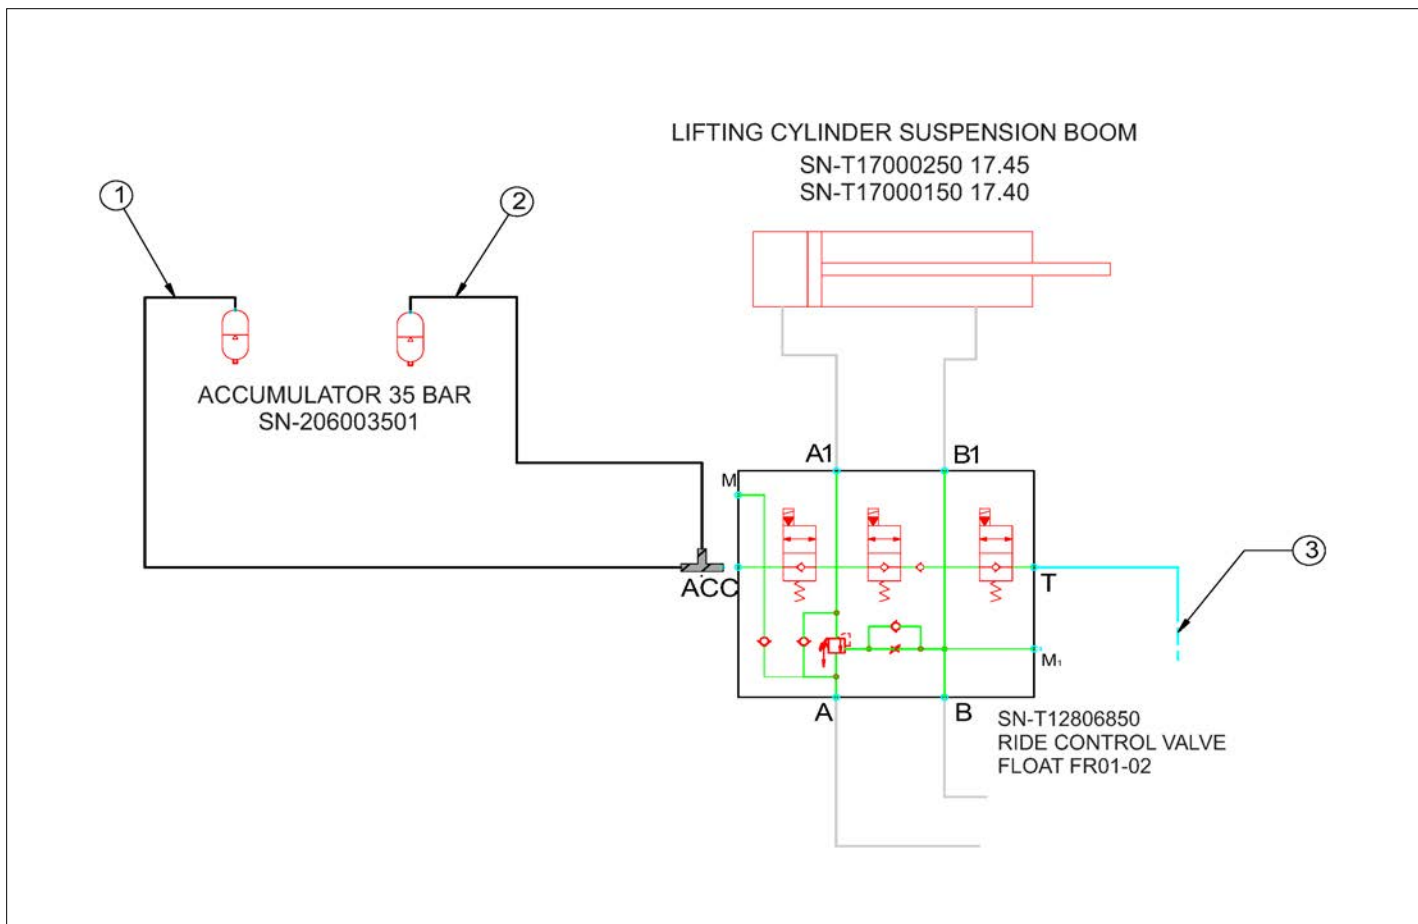 LIFTING CYLINDER SUSPENSION BOOM
SN-T17000250 17.45
SN-T17000150 17.40
1
2
ACCUMULATOR 35 BAR
SN-206003501
A1
B1
M
3
ACC
T
M1
A
B
SN-T12806850
RIDE CONTROL VALVE
FLOAT FR01-02